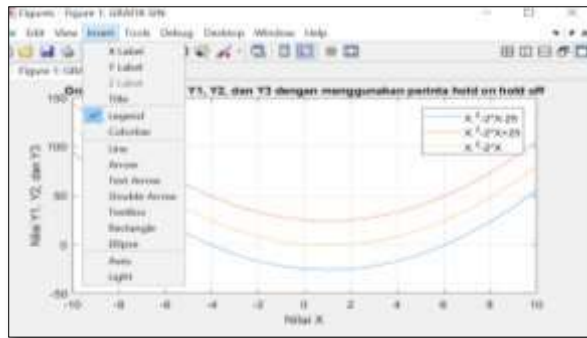 Figures - Figure 1: GRAFIK SIN
Edit View Insert Tools Debug Desktop Window Help
Figure 1: GRA
X Label
Y Label
Z Label
Title
Legend
Colorbar
Line
Arrow
Text Arrow
Double Arrow
TextBox
Rectangle
Ellipse
Axes
Light
Y1, Y2, dan Y3 dengan menggunakan perinta hold on hold off
X.^2-2*X-25
X.^2-2*X+25
X.^2-2*X
150
100
50
0
-50
Nilai Y1, Y2, dan Y3
-10 -8 -6 -4 -2 0 2 4 6 8 10
Nilai X